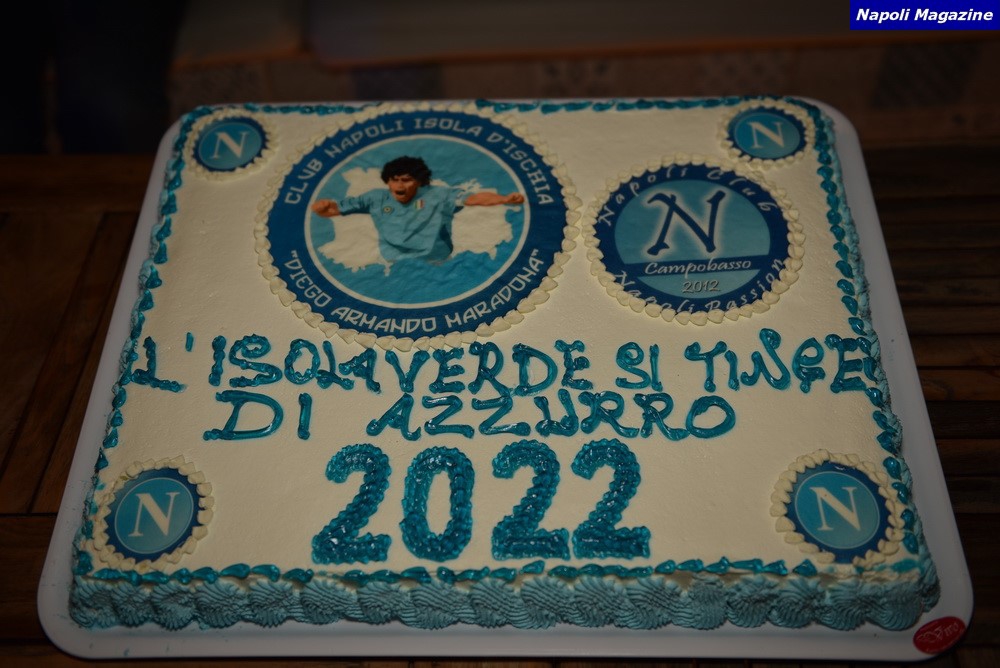 Napoli Magazine
N
N
CLUB NAPOLI ISOLA D'ISCHIA
"DIEGO ARMANDO MARADONA"
Napoli Club
N
Campobasso
2012
Napoli Passion
L'ISOLAVERDE SI TINGE
DI AZZURRO
2022
N
N